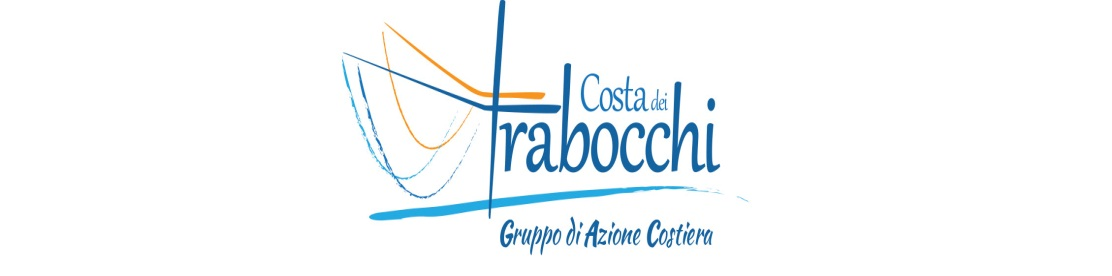 Costa dei
trabocchi
Gruppo di Azione Costiera